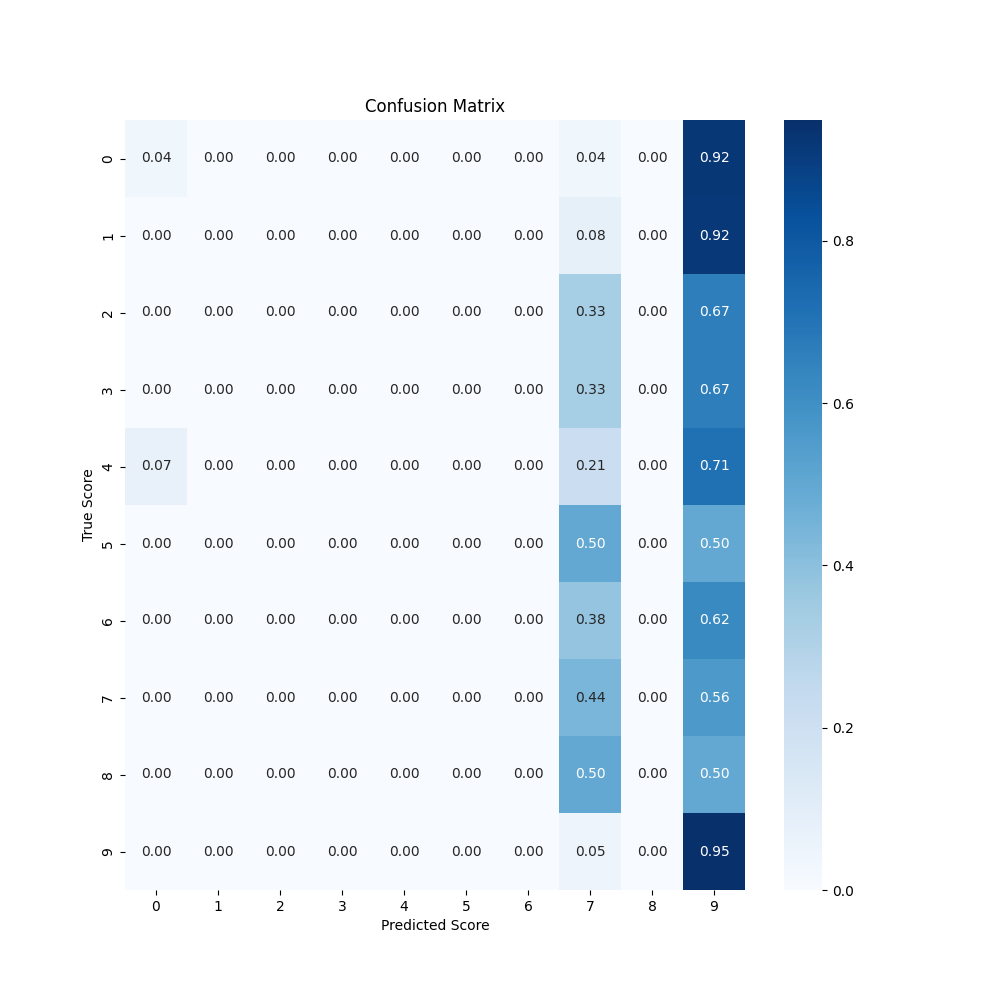 Confusion Matrix
0 0.04 0.00 0.00 0.00 0.00 0.00 0.00 0.04 0.00 0.92
1 0.00 0.00 0.00 0.00 0.00 0.00 0.00 0.08 0.00 0.92
2 0.00 0.00 0.00 0.00 0.00 0.00 0.00 0.33 0.00 0.67
3 0.00 0.00 0.00 0.00 0.00 0.00 0.00 0.33 0.00 0.67
4 0.07 0.00 0.00 0.00 0.00 0.00 0.00 0.21 0.00 0.71
5 0.00 0.00 0.00 0.00 0.00 0.00 0.00 0.50 0.00 0.50
6 0.00 0.00 0.00 0.00 0.00 0.00 0.00 0.38 0.00 0.62
7 0.00 0.00 0.00 0.00 0.00 0.00 0.00 0.44 0.00 0.56
8 0.00 0.00 0.00 0.00 0.00 0.00 0.00 0.50 0.00 0.50
9 0.00 0.00 0.00 0.00 0.00 0.00 0.00 0.05 0.00 0.95
True Score
0 1 2 3 4 5 6 7 8 9
Predicted Score
0.8
0.6
0.4
0.2
0.0